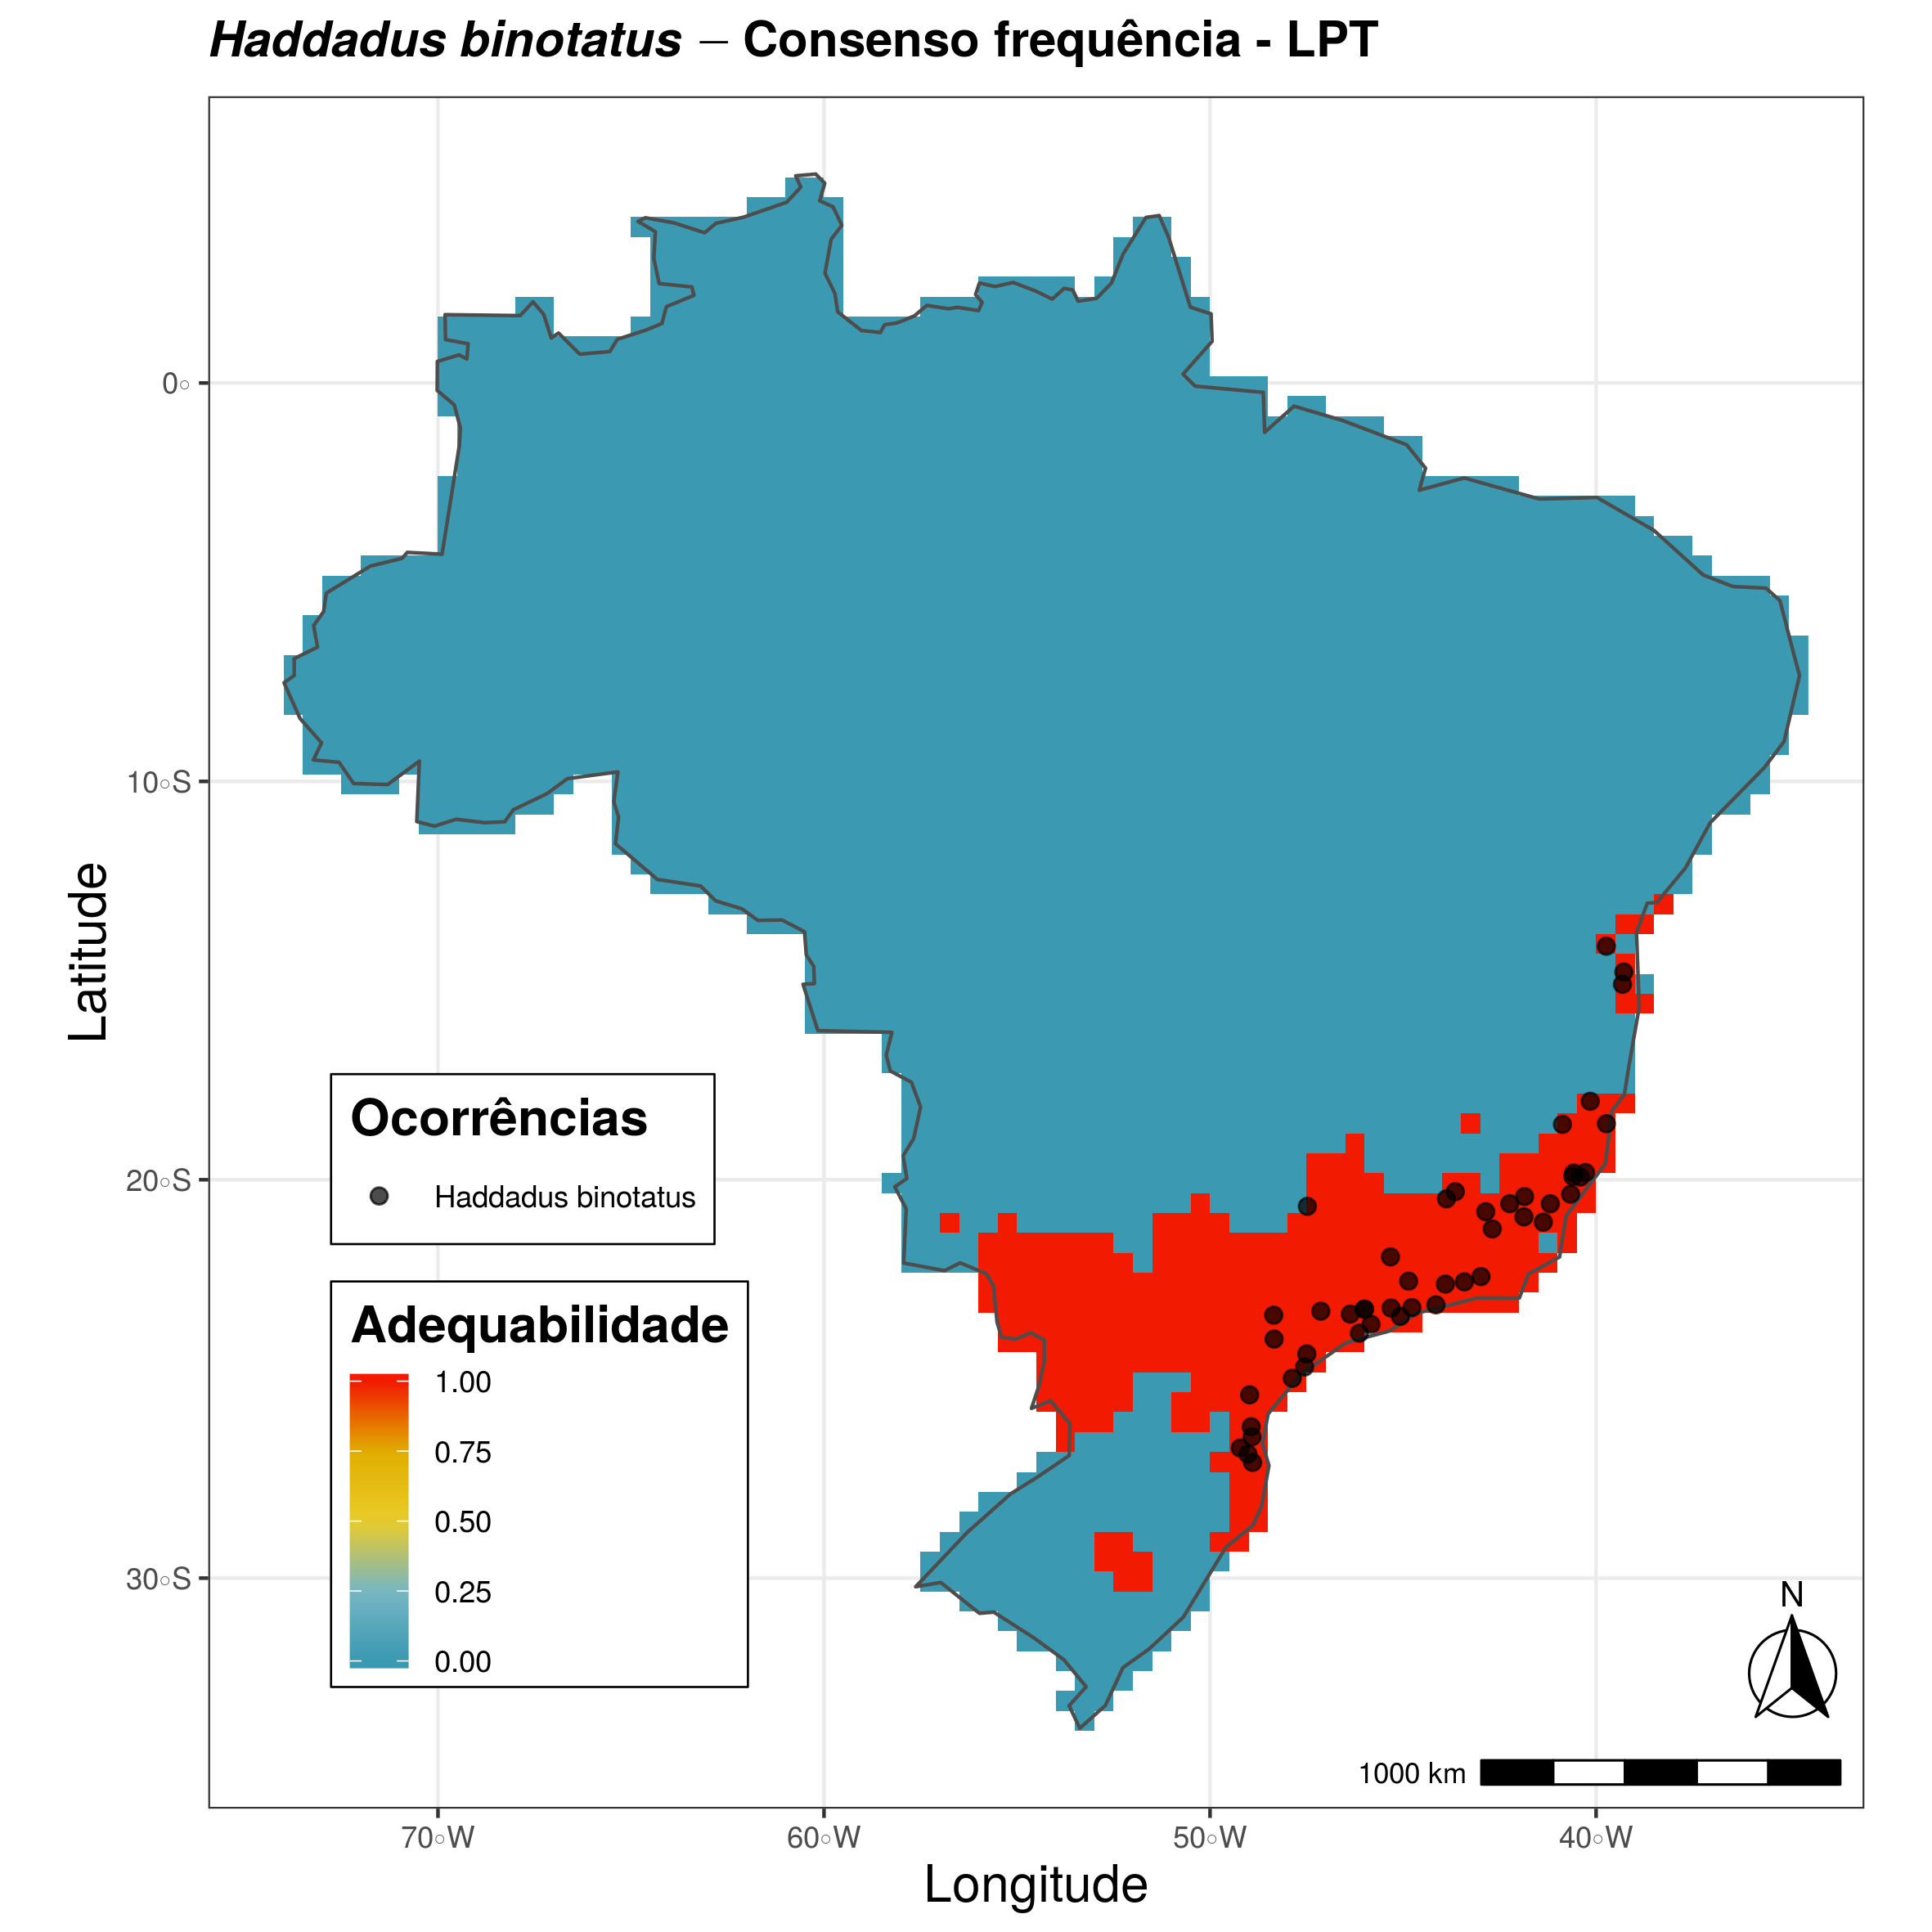 Haddadus binotatus — Consenso frequência - LPT
0°
10°S
20°S
30°S
Latitude
Ocorrências
Haddadus binotatus
Adequabilidade
1.00
0.75
0.50
0.25
0.00
N
1000 km
70°W
60°W
50°W
40°W
Longitude